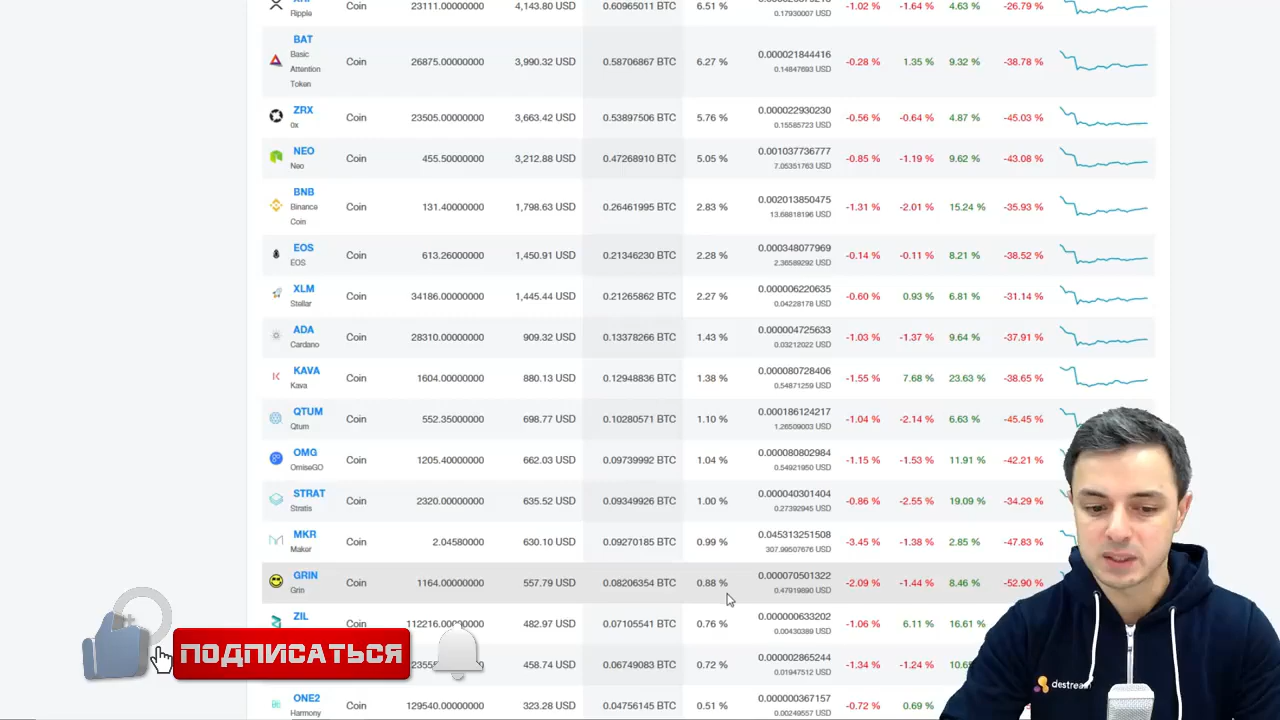 Ripple Coin 23111.00000000 4,143.80 USD 0.60965011 BTC 6.51 % 0.17930007 USD -1.02 % -1.64 % 4.63 % -26.79 %
BAT
Basic
Attention
Token
Coin 26875.00000000 3,990.32 USD 0.58706867 BTC 6.27 % 0.000021844416 -0.28 % 1.35 % 9.32 % -38.78 %
0.14847693 USD
ZRX
0x
Coin 23505.00000000 3,663.42 USD 0.53897506 BTC 5.76 % 0.000022930230 -0.56 % -0.64 % 4.87 % -45.03 %
0.15585723 USD
NEO
Neo
Coin 455.50000000 3,212.88 USD 0.47268910 BTC 5.05 % 0.001037736777 -0.85 % -1.19 % 9.62 % -43.08 %
7.05351763 USD
BNB
Binance
Coin
Coin 131.40000000 1,798.63 USD 0.26461995 BTC 2.83 % 0.002013850475 -1.31 % -2.01 % 15.24 % -35.93 %
13.68818196 USD
EOS
EOS
Coin 613.26000000 1,450.91 USD 0.21346230 BTC 2.28 % 0.000348077969 -0.14 % -0.11 % 8.21 % -38.52 %
2.36589292 USD
XLM
Stellar
Coin 34186.00000000 1,445.44 USD 0.21265862 BTC 2.27 % 0.000006220635 -0.60 % 0.93 % 6.81 % -31.14 %
0.04228178 USD
ADA
Cardano
Coin 28310.00000000 909.32 USD 0.13378266 BTC 1.43 % 0.000004725633 -1.03 % -1.37 % 9.64 % -37.91 %
0.03212022 USD
KAVA
Kava
Coin 1604.00000000 880.13 USD 0.12948836 BTC 1.38 % 0.000080728406 -1.55 % 7.68 % 23.63 % -38.65 %
0.54871259 USD
QTUM
Qtum
Coin 552.35000000 698.77 USD 0.10280571 BTC 1.10 % 0.000186124217 -1.04 % -2.14 % 6.63 % -45.45 %
1.26509003 USD
OMG
OmiseGO
Coin 1205.40000000 662.03 USD 0.09739992 BTC 1.04 % 0.000080802984 -1.15 % -1.53 % 11.91 % -42.21 %
0.54921950 USD
STRAT
Stratis
Coin 2320.00000000 635.52 USD 0.09349926 BTC 1.00 % 0.000040301404 -0.86 % -2.55 % 19.09 % -34.29 %
0.27392945 USD
MKR
Maker
Coin 2.04580000 630.10 USD 0.09270185 BTC 0.99 % 0.045313251508 -3.45 % -1.38 % 2.85 % -47.83 %
307.99507676 USD
GRIN
Grin
Coin 1164.00000000 557.79 USD 0.08206354 BTC 0.88 % 0.000070501322 -2.09 % -1.44 % 8.46 % -52.90 %
0.47919890 USD
ZIL
112216.00000000 482.97 USD 0.07105541 BTC 0.76 % 0.000000633202 -1.06 % 6.11 % 16.61 %
0.00430389 USD
458.74 USD 0.06749083 BTC 0.72 % 0.000002865244 -1.34 % -1.24 %
0.01947512 USD
ПОДПИСАТЬСЯ
ONE2
Harmony
Coin 129540.00000000 323.28 USD 0.04756145 BTC 0.51 % 0.000000367157 -0.72 % 0.69 %
0.00249557 USD
destream